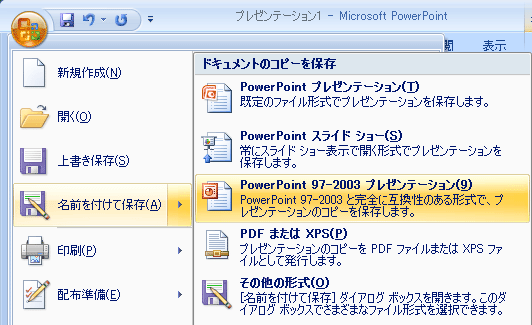 プレゼンテーション1 - Microsoft PowerPoint
表示
新規作成(N)
開く(O)
上書き保存(S)
名前を付けて保存(A)
印刷(P)
配布準備(E)
ドキュメントのコピーを保存
PowerPoint プレゼンテーション(T)
既定のファイル形式でプレゼンテーションを保存します。
PowerPoint スライド ショー(S)
常にスライド ショー表示で開く形式でプレゼンテーションを
保存します。
PowerPoint 97-2003 プレゼンテーション(9)
PowerPoint 97-2003 と完全に互換性のある形式で、プ
レゼンテーションのコピーを保存します。
PDF または XPS(P)
プレゼンテーションのコピーを PDF ファイルまたは XPS ファ
イルとして発行します。
その他の形式(O)
[名前を付けて保存] ダイアログ ボックスを開きます。このダ
イアログ ボックスでさまざまなファイル形式を選択できます。